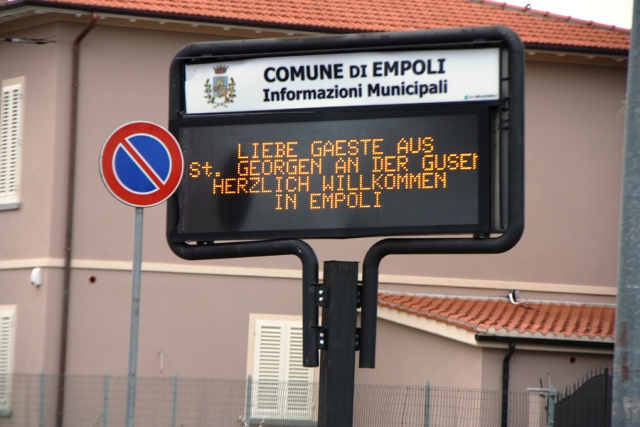 COMUNE DI EMPOLI
Informazioni Municipali
LIEBE GAESTE AUS
St. GEORGEN AN DER GUSEN
HERZLICH WILLKOMMEN
IN EMPOLI